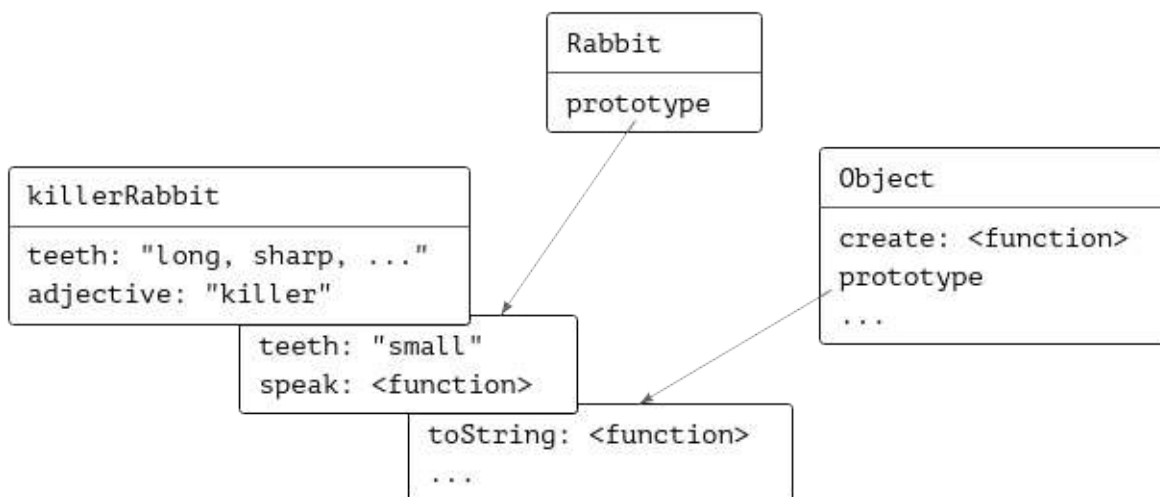 Rabbit
prototype
killerRabbit
teeth: "long, sharp, ..."
adjective: "killer"
Object
create: <function>
prototype
...
teeth: "small"
speak: <function>
toString: <function>
...